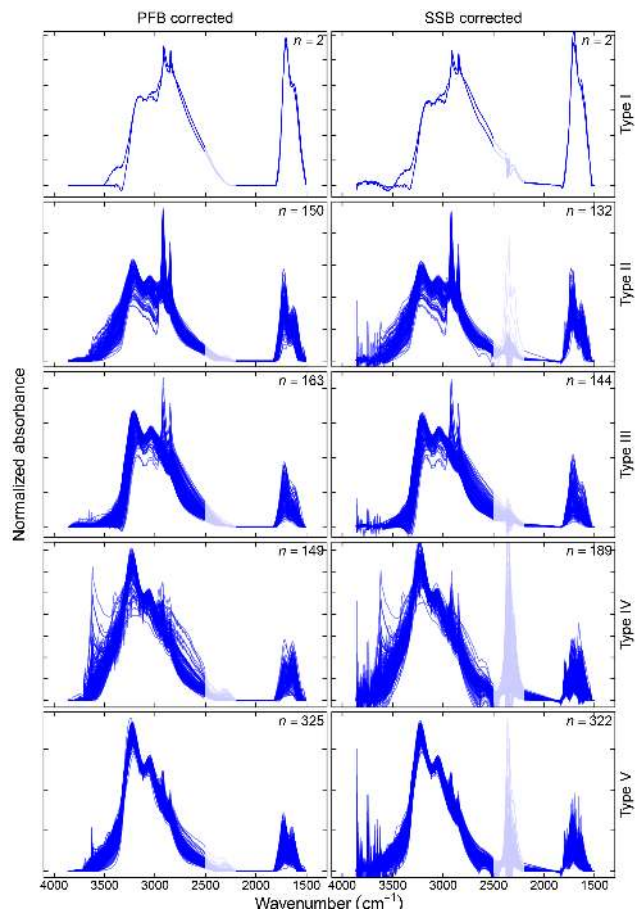 PFB corrected SSB corrected
n = 2 n = 2
Type I
n = 150 n = 132
Type II
n = 163 n = 144
Type III
Normalized absorbance
n = 149 n = 189
Type IV
n = 325 n = 322
Type V
4000 3500 3000 2500 2000 1500 4000 3500 3000 2500 2000 1500
Wavenumber (cm⁻¹)